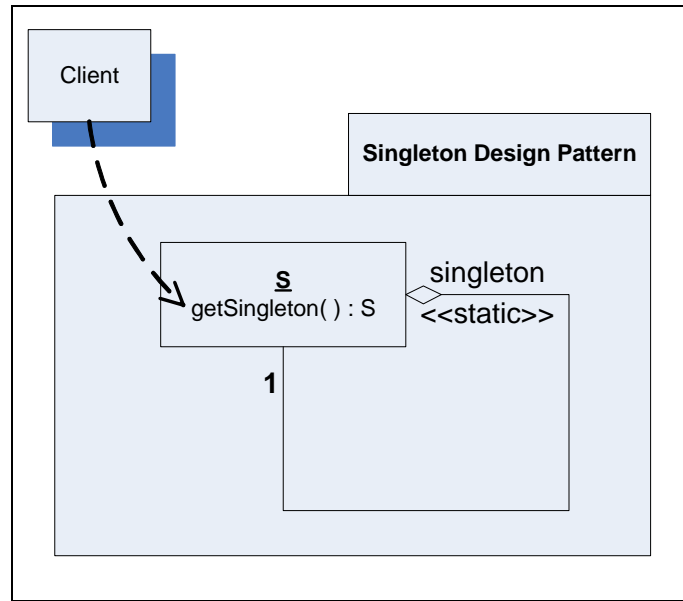 Client
Singleton Design Pattern
S
getSingleton( ) : S
singleton
<<static>>
1